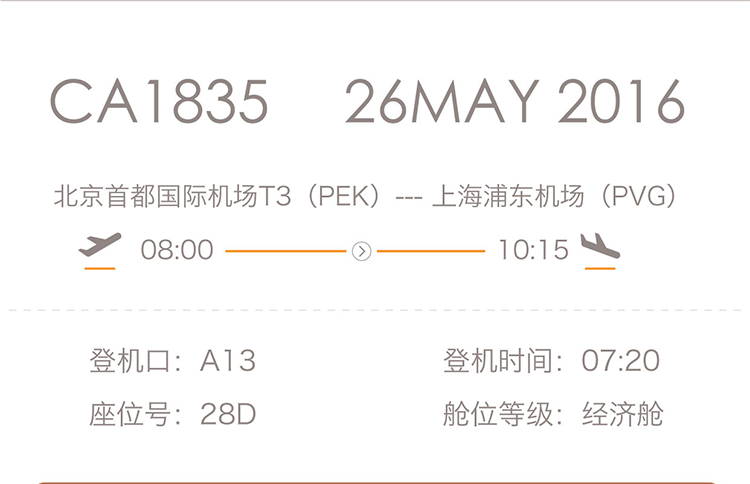 CA1835 26MAY 2016
北京首都国际机场T3（PEK）--- 上海浦东机场（PVG）
08:00 10:15
登机口：A13 登机时间：07:20
座位号：28D 舱位等级：经济舱